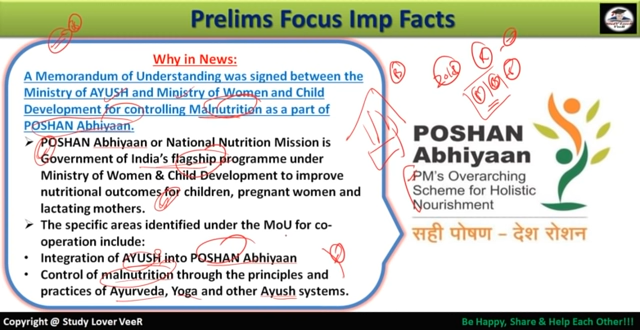 Prelims Focus Imp Facts
Why in News:
A Memorandum of Understanding was signed between the
Ministry of AYUSH and Ministry of Women and Child
Development for controlling Malnutrition as a part of
POSHAN Abhiyaan.
➤ POSHAN Abhiyaan or National Nutrition Mission is
Government of India's flagship programme under
Ministry of Women & Child Development to improve
nutritional outcomes for children, pregnant women and
lactating mothers.
➤ The specific areas identified under the MoU for co-
operation include:
• Integration of AYUSH into POSHAN Abhiyaan
• Control of malnutrition through the principles and
practices of Ayurveda, Yoga and other Ayush systems.
2018
POSHAN
Abhiyaan
PM's Overarching
Scheme for Holistic
Nourishment
सही पोषण - देश रोशन
Copyright @ Study Lover VeeR
Be Happy, Share & Help Each Other!!!